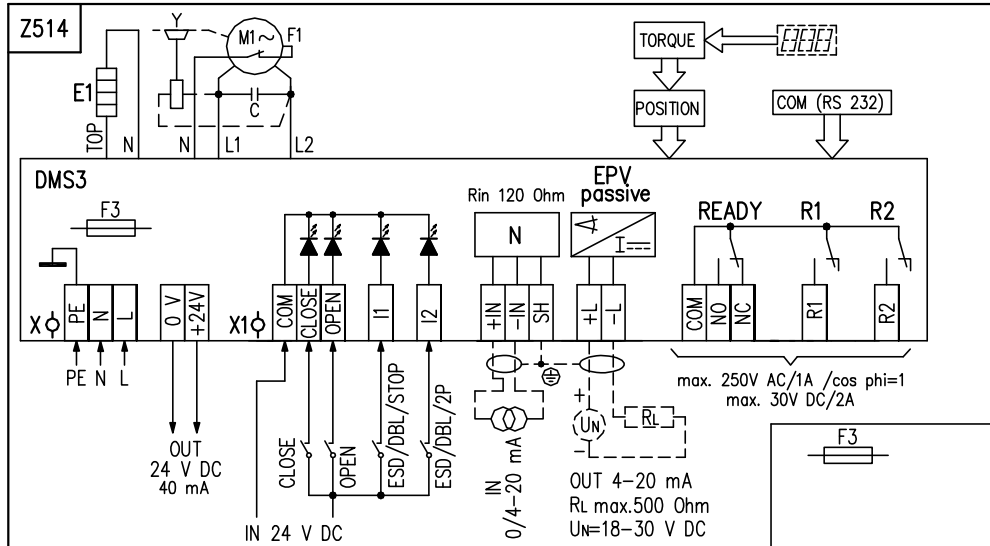 Z514
Y
M1~
F1
E1
C
TOP
N
N
L1
L2
TORQUE
POSITION
COM (RS 232)
DMS3
F3
Rin 120 Ohm
N
EPV
passive
I
READY
R1
R2
X
PE
N
L
0 V
+24V
X1
COM
CLOSE
OPEN
I1
I2
+IN
-IN
SH
+L
-L
COM
NO
NC
R1
R2
PE N L
OUT
24 V DC
40 mA
CLOSE
OPEN
ESD/DBL/STOP
ESD/DBL/2P
IN 24 V DC
IN
0/4-20 mA
+
UN
-
RL
OUT 4-20 mA
RL max.500 Ohm
UN=18-30 V DC
max. 250V AC/1A /cos phi=1
max. 30V DC/2A
F3